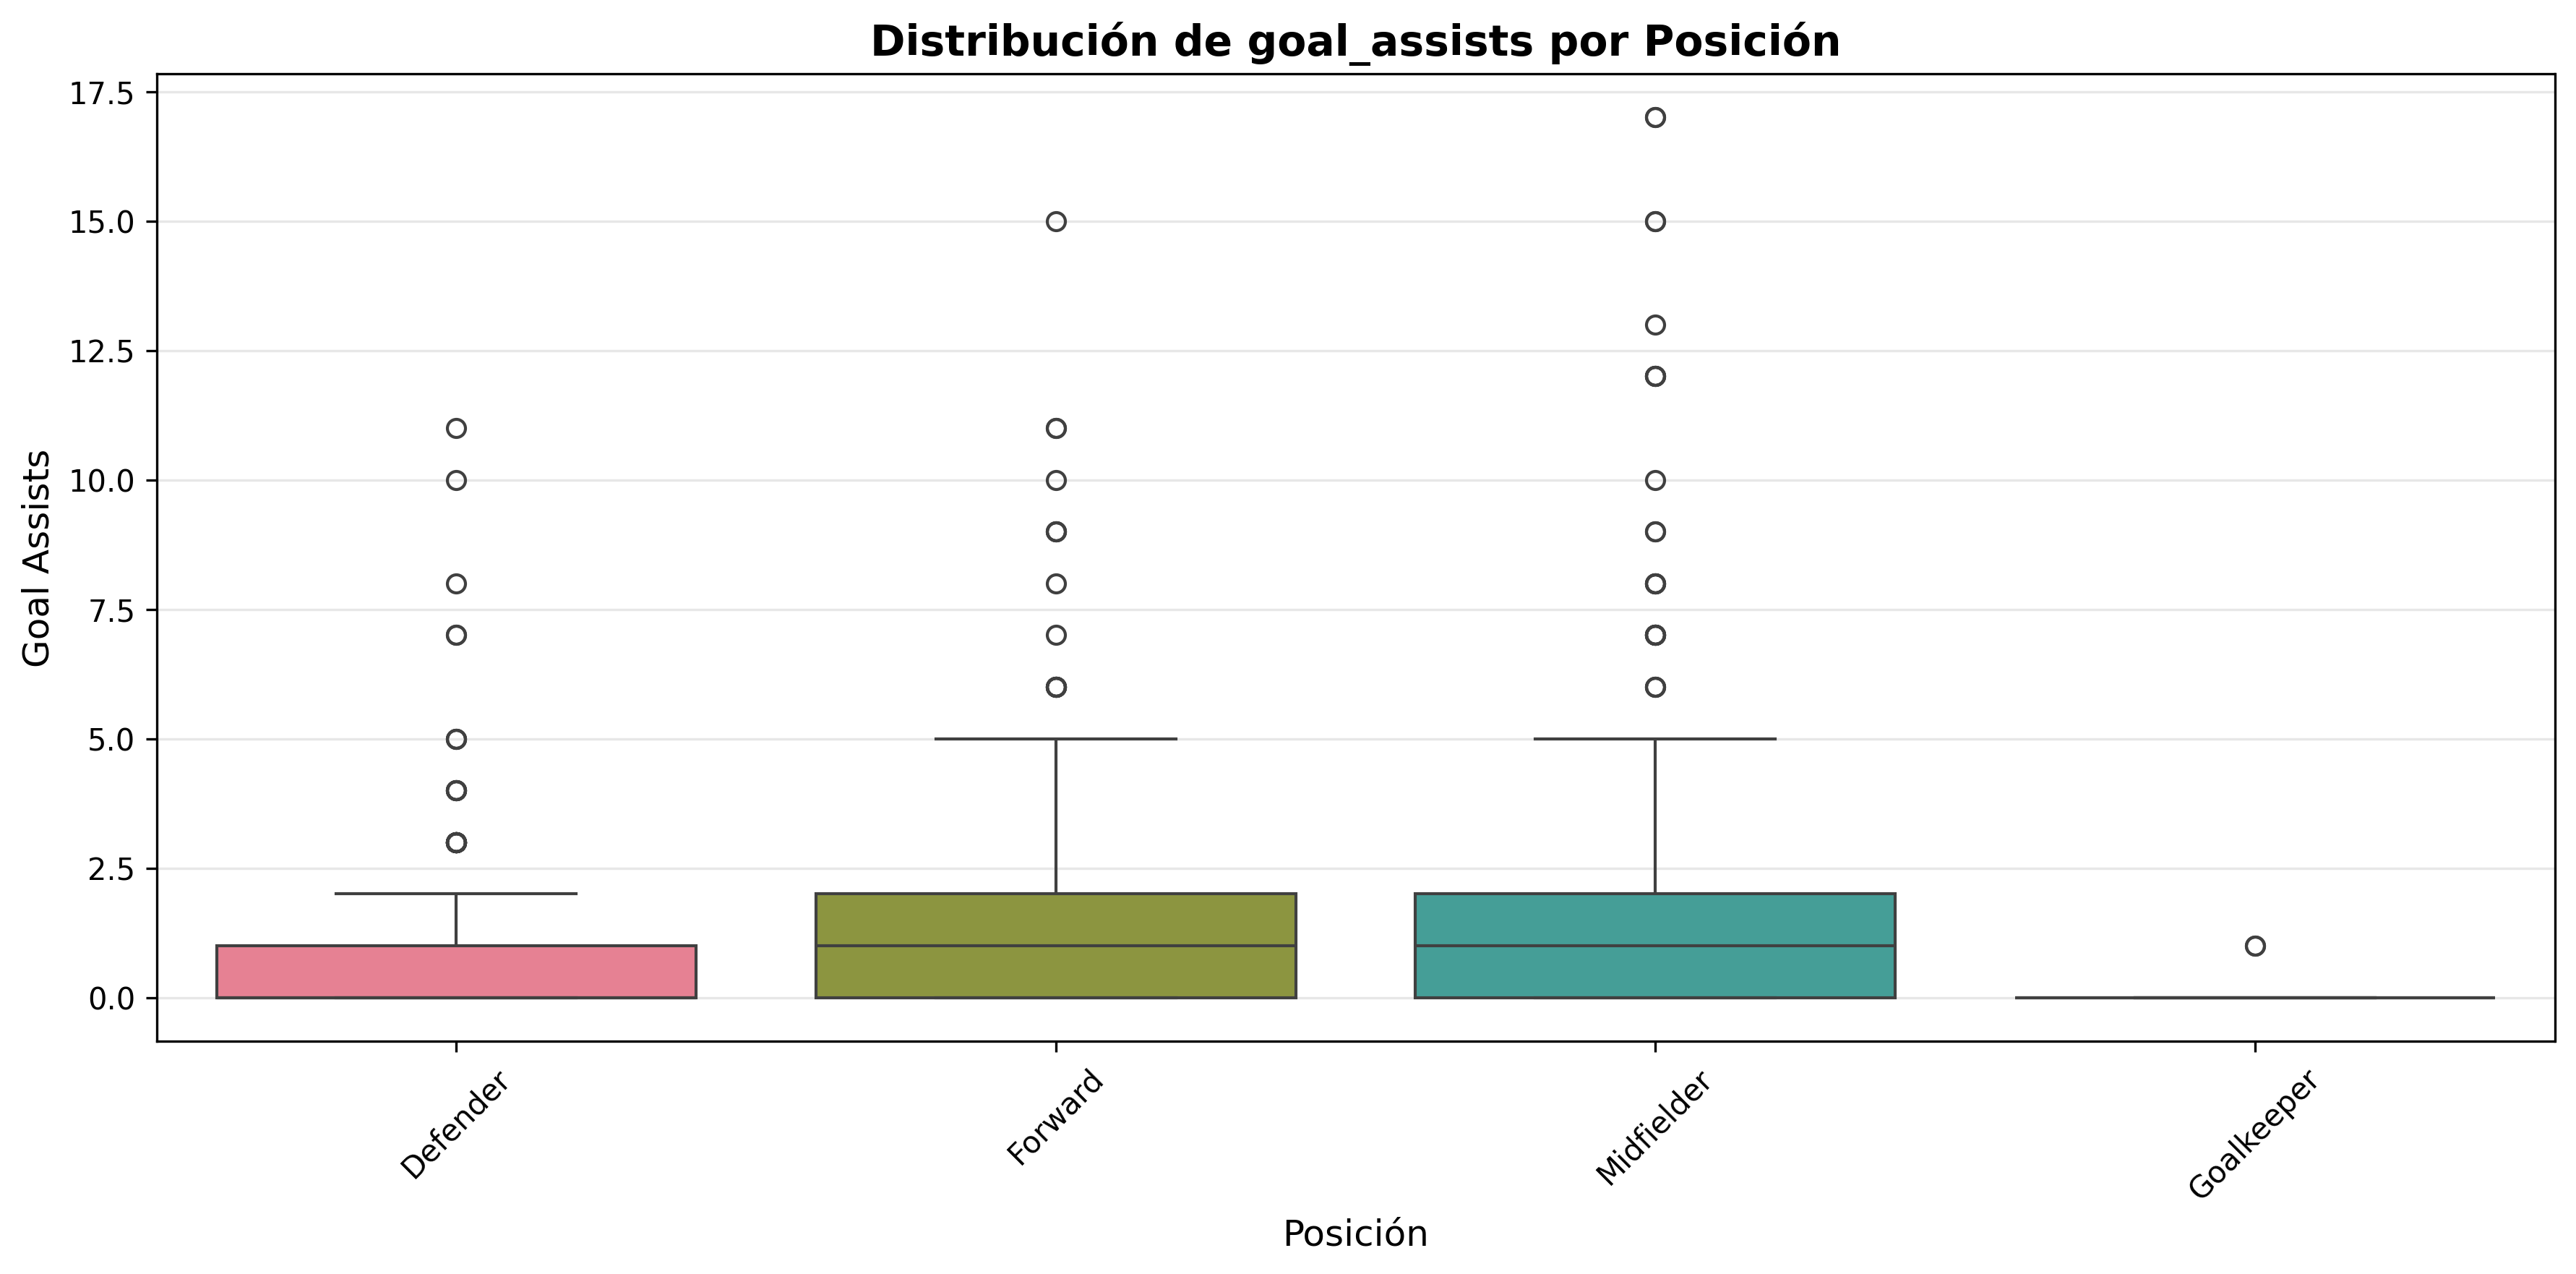 Distribución de goal_assists por Posición
Goal Assists
17.5
15.0
12.5
10.0
7.5
5.0
2.5
0.0
Defender
Forward
Midfielder
Goalkeeper
Posición